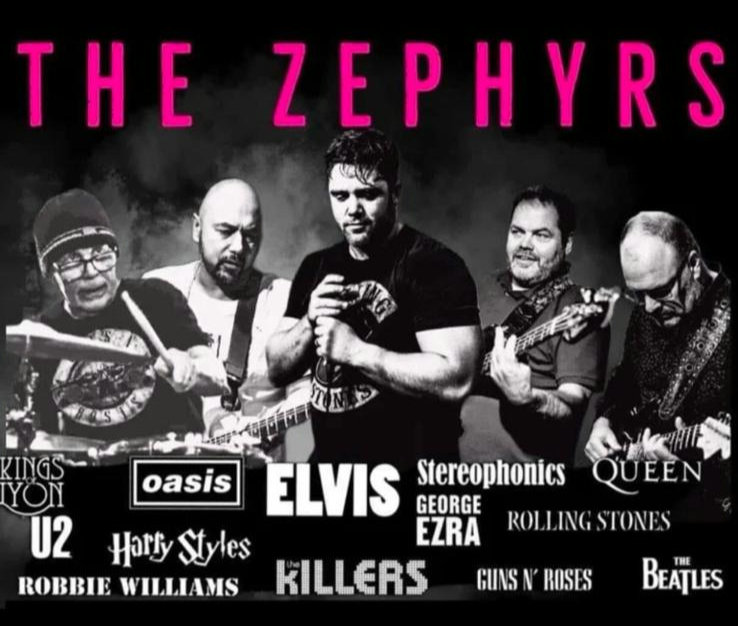 THE ZEPHYRS
KINGS OF LYON
oasis
ELVIS
Stereophonics
QUEEN
U2
Harry Styles
GEORGE
EZRA
ROLLING STONES
ROBBIE WILLIAMS
the
KILLERS
GUNS N' ROSES
THE
BEATLES